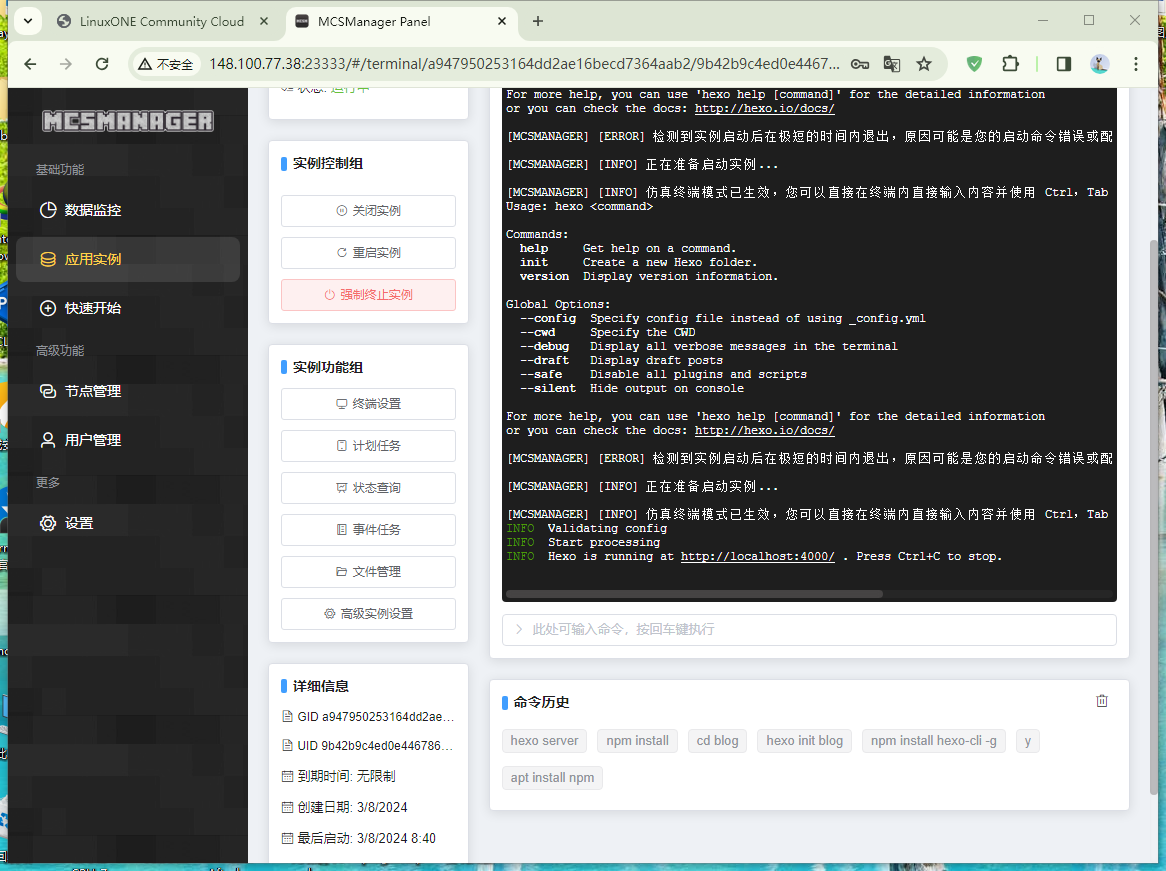 LinuxONE Community Cloud
MCSManager Panel
不安全
148.100.77.38:23333/#/terminal/a947950253164dd2ae16becd7364aab2/9b42b9c4ed0e4467...
MCSMANAGER
基础功能
数据监控
应用实例
快速开始
高级功能
节点管理
用户管理
更多
设置
状态: 运行中
实例控制组
关闭实例
重启实例
强制终止实例
实例功能组
终端设置
计划任务
状态查询
事件任务
文件管理
高级实例设置
详细信息
GID a947950253164dd2ae...
UID 9b42b9c4ed0e446786...
到期时间: 无限制
创建日期: 3/8/2024
最后启动: 3/8/2024 8:40
For more help, you can use 'hexo help [command]' for the detailed information
or you can check the docs: http://hexo.io/docs/
[MCSMANAGER] [ERROR] 检测到实例启动后在极短的时间内退出，原因可能是您的启动命令错误或配
[MCSMANAGER] [INFO] 正在准备启动实例...
[MCSMANAGER] [INFO] 仿真终端模式已生效，您可以直接在终端内直接输入内容并使用 Ctrl，Tab
Usage: hexo <command>
Commands:
help Get help on a command.
init Create a new Hexo folder.
version Display version information.
Global Options:
--config Specify config file instead of using _config.yml
--cwd Specify the CWD
--debug Display all verbose messages in the terminal
--draft Display draft posts
--safe Disable all plugins and scripts
--silent Hide output on console
For more help, you can use 'hexo help [command]' for the detailed information
or you can check the docs: http://hexo.io/docs/
[MCSMANAGER] [ERROR] 检测到实例启动后在极短的时间内退出，原因可能是您的启动命令错误或配
[MCSMANAGER] [INFO] 正在准备启动实例...
[MCSMANAGER] [INFO] 仿真终端模式已生效，您可以直接在终端内直接输入内容并使用 Ctrl，Tab
INFO Validating config
INFO Start processing
INFO Hexo is running at http://localhost:4000/ . Press Ctrl+C to stop.
此处可输入命令，按回车键执行
命令历史
hexo server npm install cd blog hexo init blog npm install hexo-cli -g y
apt install npm